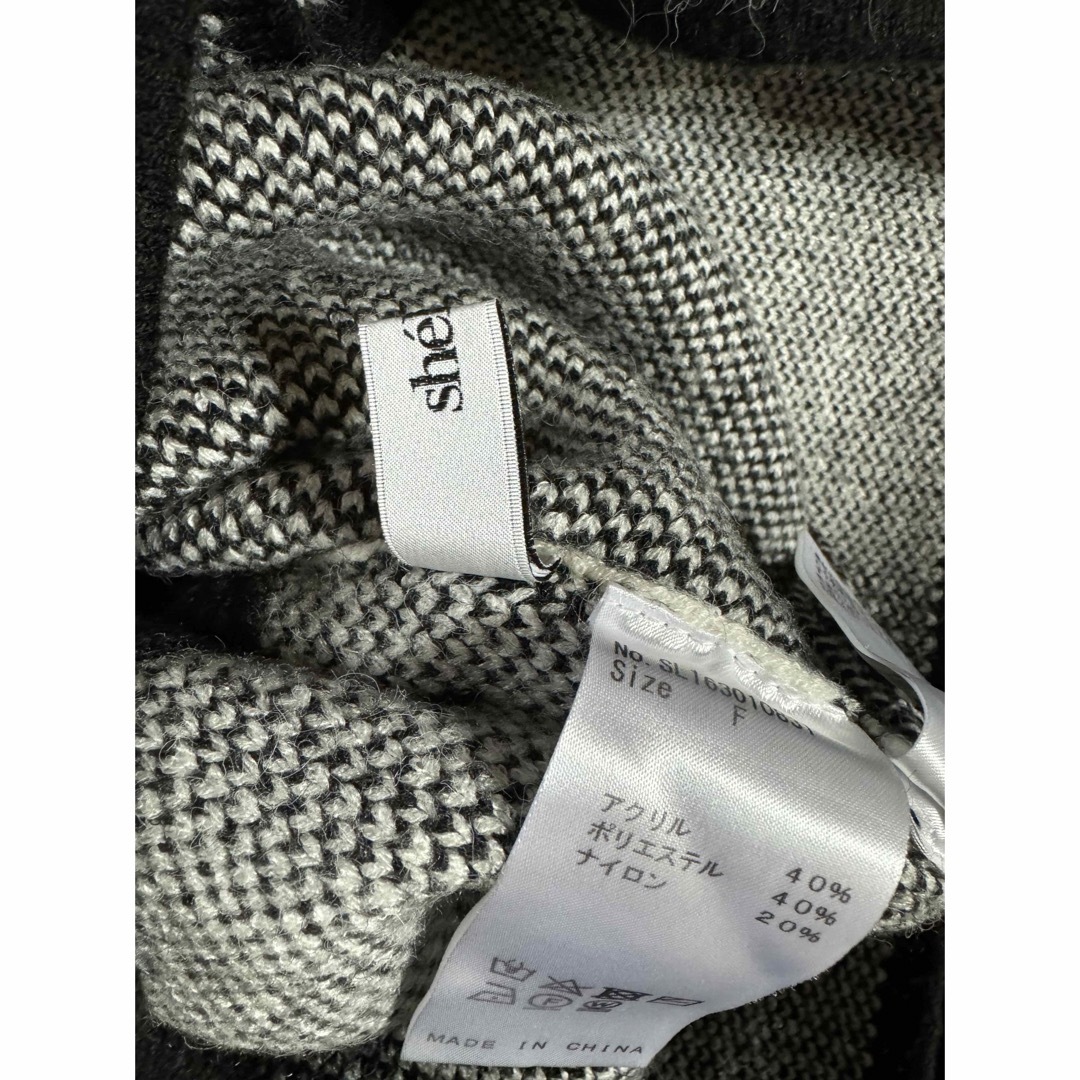 shé
No.
Size F
アクリル 40%
ポリエステル 40%
ナイロン 20%
MADE IN CHINA